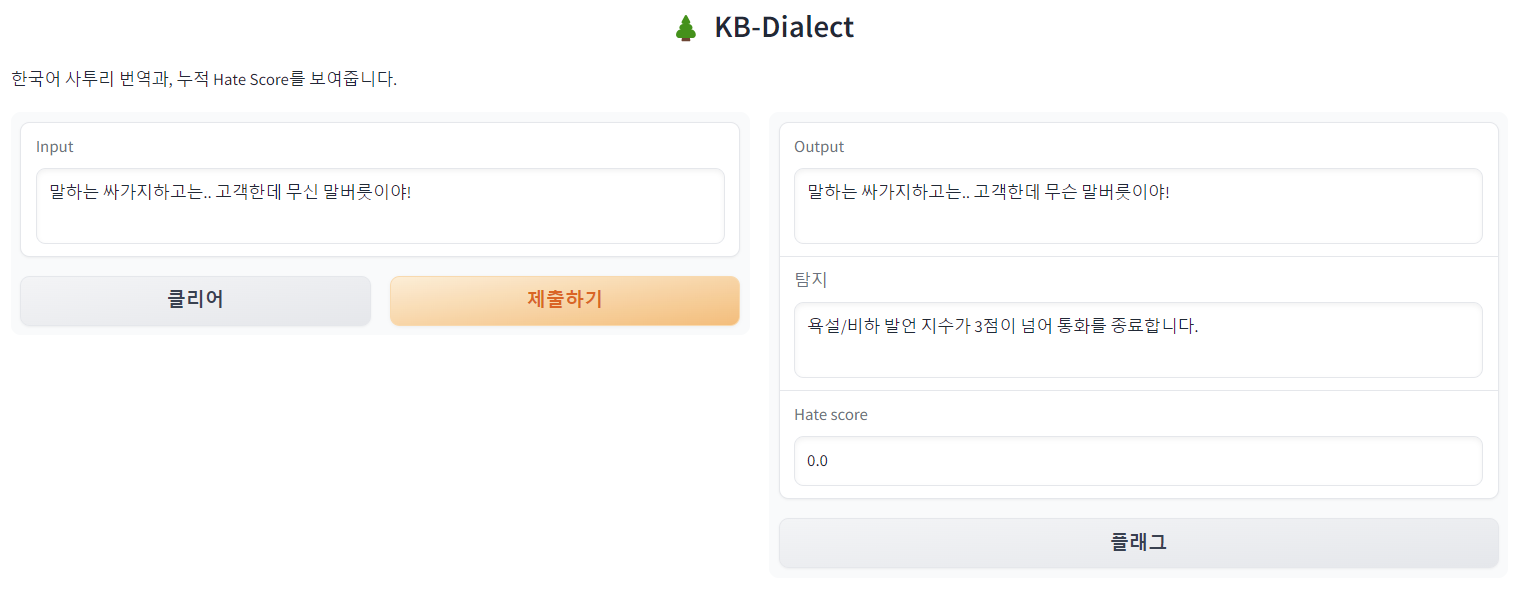 🌲 KB-Dialect
한국어 사투리 번역과, 누적 Hate Score를 보여줍니다.
Input
말하는 싸가지하고는.. 고객한데 무신 말버릇이야!
클리어
제출하기
Output
말하는 싸가지하고는.. 고객한데 무슨 말버릇이야!
탐지
욕설/비하 발언 지수가 3점이 넘어 통화를 종료합니다.
Hate score
0.0
플래그